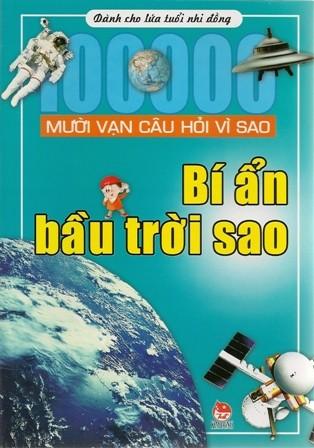 Dành cho lứa tuổi nhi đồng
100000
MƯỜI VẠN CÂU HỎI VÌ SAO
Bí ẩn
bầu trời sao